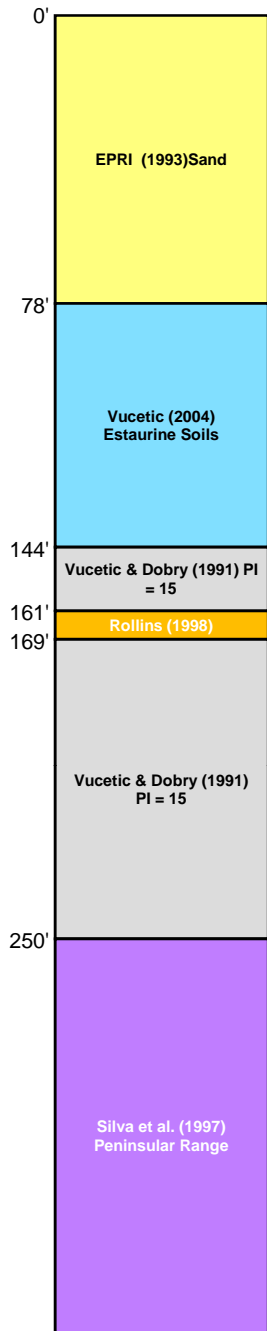 0'
EPRI (1993)Sand
78'
Vucetic (2004)
Estaurine Soils
144'
Vucetic & Dobry (1991) PI
= 15
161'
Rollins (1998)
169'
Vucetic & Dobry (1991)
PI = 15
250'
Silva et al. (1997)
Peninsular Range